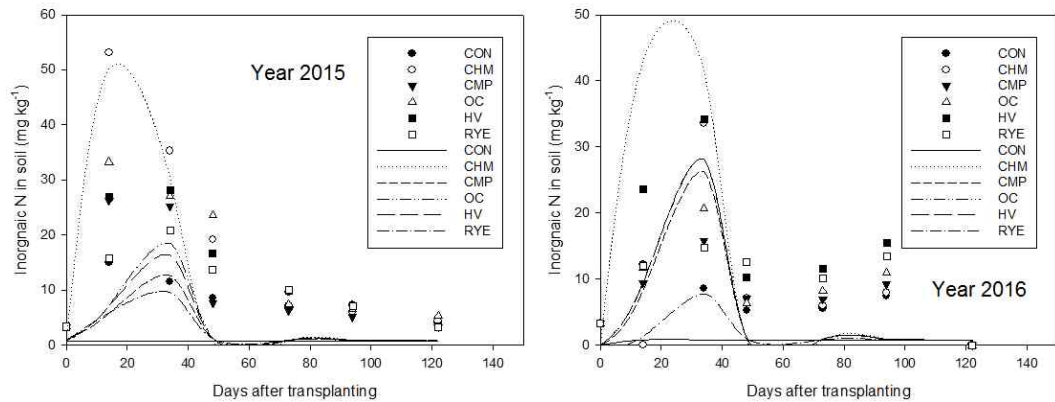 Inorgnaic N in soil (mg kg-1)
60
50
40
30
20
10
0
0 20 40 60 80 100 120 140
Days after transplanting
Year 2015
CON
CHM
CMP
OC
HV
RYE
CON
CHM
CMP
OC
HV
RYE
Inorgnaic N in soil (mg kg-1)
50
40
30
20
10
0
0 20 40 60 80 100 120 140
Days after transplanting
CON
CHM
CMP
OC
HV
RYE
CON
CHM
CMP
OC
HV
RYE
Year 2016